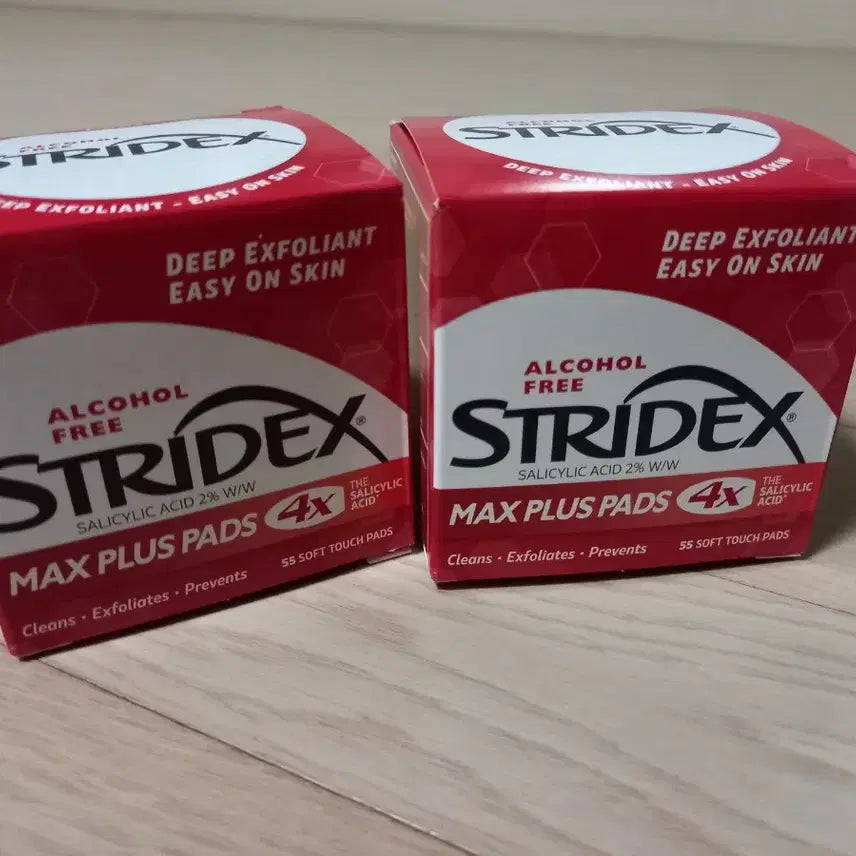 ALCOHOL
FREE
STRIDEX
DEEP EXFOLIANT - EASY ON SKIN
DEEP EXFOLIANT
EASY ON SKIN
ALCOHOL
FREE
STRIDEX®
SALICYLIC ACID 2% W/W
MAX PLUS PADS 4x THE SALICYLIC ACID*
Cleans • Exfoliates • Prevents 55 SOFT TOUCH PADS
ALCOHOL
FREE
STRIDEX
DEEP EXFOLIANT - EASY ON SKIN
DEEP EXFOLIANT
EASY ON SKIN
ALCOHOL
FREE
STRIDEX®
SALICYLIC ACID 2% W/W
MAX PLUS PADS 4x THE SALICYLIC ACID*
Cleans • Exfoliates • Prevents 55 SOFT TOUCH PADS